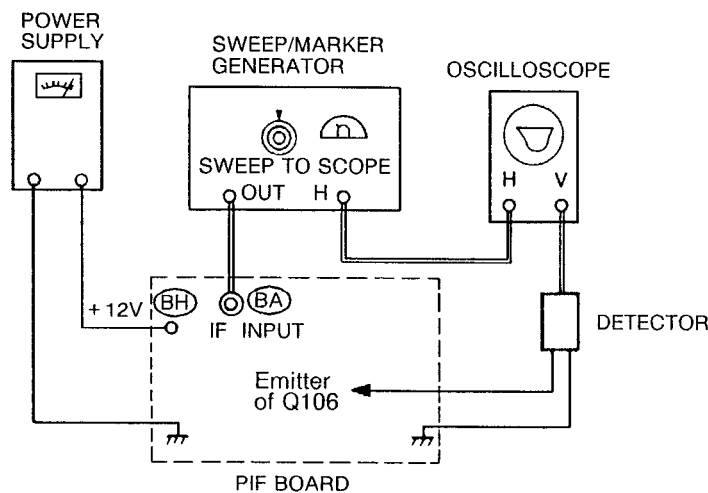 POWER
SUPPLY
SWEEP/MARKER
GENERATOR
OSCILLOSCOPE
n
SWEEP TO SCOPE
OUT
H
H
V
+12V
BH
BA
IF INPUT
DETECTOR
Emitter
of Q106
PIF BOARD